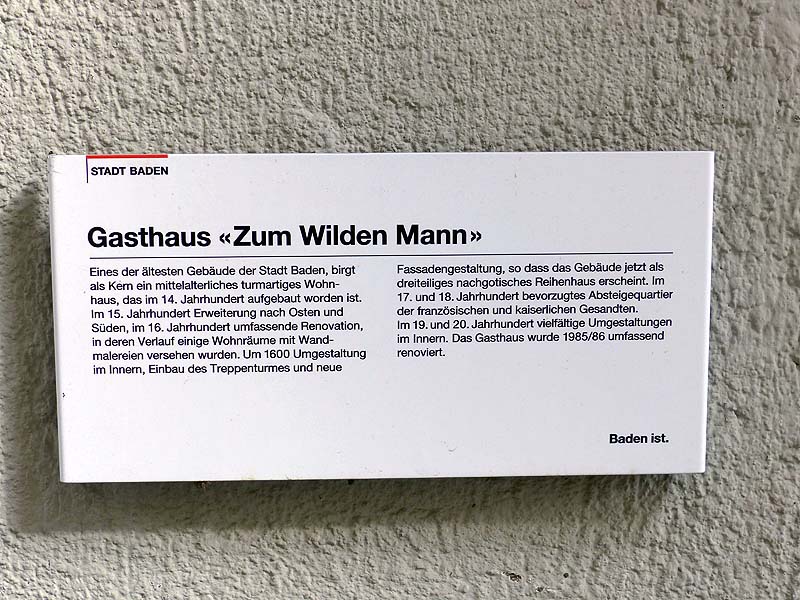 STADT BADEN
Gasthaus «Zum Wilden Mann»
Eines der ältesten Gebäude der Stadt Baden, birgt
als Kern ein mittelalterliches turmartiges Wohn-
haus, das im 14. Jahrhundert aufgebaut worden ist.
Im 15. Jahrhundert Erweiterung nach Osten und
Süden, im 16. Jahrhundert umfassende Renovation,
in deren Verlauf einige Wohnräume mit Wand-
malereien versehen wurden. Um 1600 Umgestaltung
im Innern, Einbau des Treppenturmes und neue
Fassadengestaltung, so dass das Gebäude jetzt als
dreiteiliges nachgotisches Reihenhaus erscheint. Im
17. und 18. Jahrhundert bevorzugtes Absteigequartier
der französischen und kaiserlichen Gesandten.
Im 19. und 20. Jahrhundert vielfältige Umgestaltungen
im Innern. Das Gasthaus wurde 1985/86 umfassend
renoviert.
Baden ist.